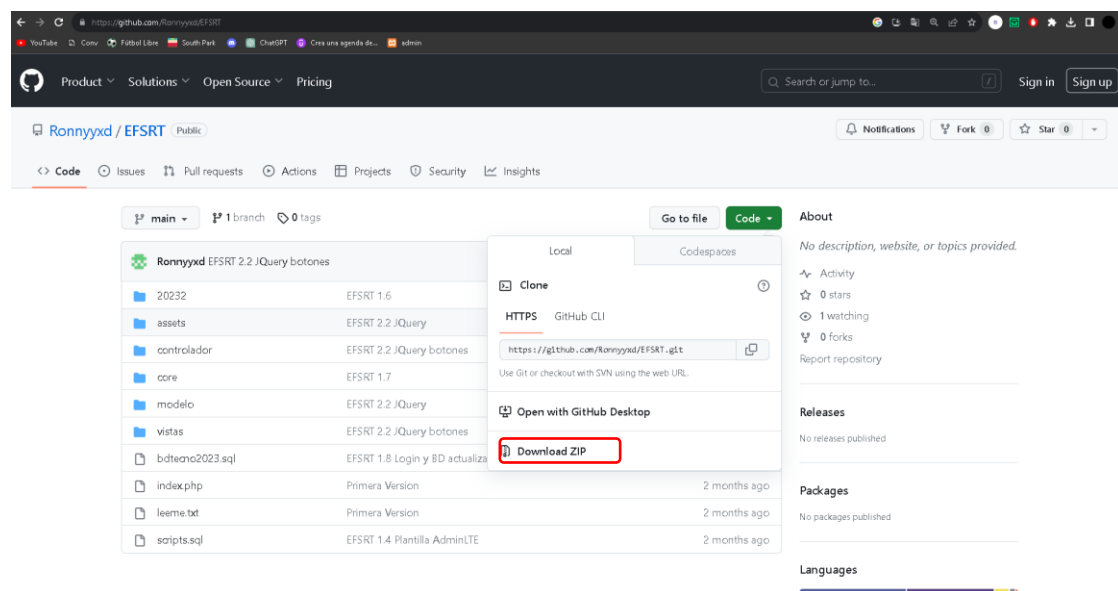 https://github.com/Ronnyyxd/EFSRT
YouTube Conv Fútbol Libre South Park ChatGPT Crea una agenda de... admin
Product Solutions Open Source Pricing Search or jump to... / Sign in Sign up
Ronnyyxd / EFSRT Public Notifications Fork 0 Star 0
Code Issues Pull requests Actions Projects Security Insights
main 1 branch 0 tags Go to file Code
About
No description, website, or topics provided.
Activity
0 stars
1 watching
0 forks
Report repository
Releases
No releases published
Packages
No packages published
Languages
Ronnyyxd EFSRT 2.2 JQuery botones
20232 EFSRT 1.6
assets EFSRT 2.2 JQuery
controlador EFSRT 2.2 JQuery botones
core EFSRT 1.7
modelo EFSRT 2.2 JQuery
vistas EFSRT 2.2 JQuery botones
bdtecno2023.sql EFSRT 1.8 Login y BD actualiza
index.php Primera Version 2 months ago
leeme.txt Primera Version 2 months ago
scripts.sql EFSRT 1.4 Plantilla AdminLTE 2 months ago
Local Codespaces
Clone
HTTPS GitHub CLI
https://github.com/Ronnyyxd/EFSRT.git
Use Git or checkout with SVN using the web URL.
Open with GitHub Desktop
Download ZIP